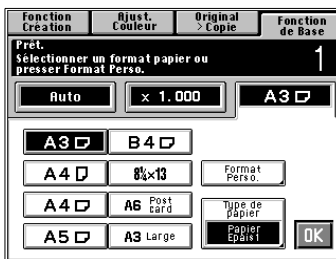 Fonction Création
Ajust. Couleur
Original > Copie
Fonction de Base
Prêt.
Sélectionner un format papier ou
presser Format Perso.
1
Auto
x 1.000
A3
A3
B4
A4
8¼×13
Format Perso.
A4
A6 Post card
Type de papier
Papier Epais1
A5
A3 Large
OK